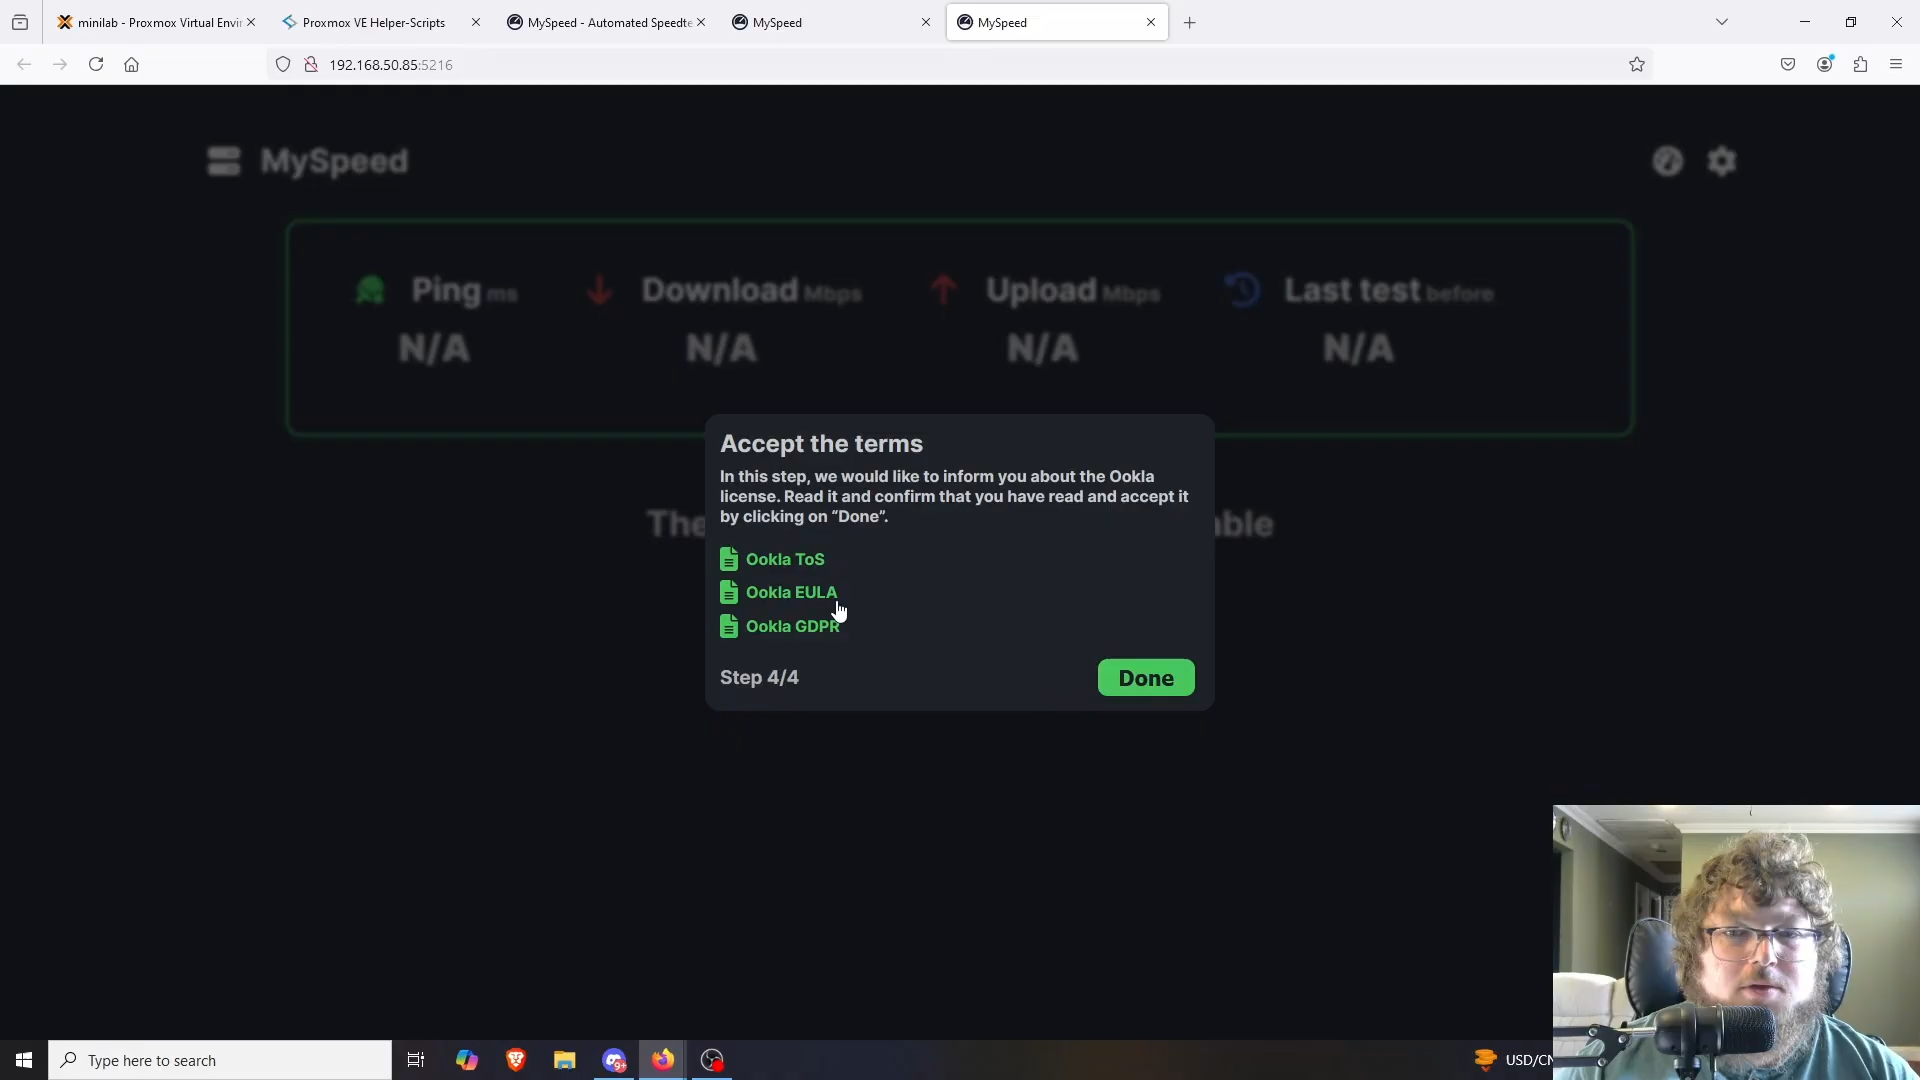 minilab - Proxmox Virtual Envir
Proxmox VE Helper-Scripts
MySpeed - Automated Speedte
MySpeed
MySpeed
192.168.50.85:5216
MySpeed
Ping ms
Download Mbps
Upload Mbps
Last test before
N/A
N/A
N/A
N/A
The
able
Accept the terms
In this step, we would like to inform you about the Ookla
license. Read it and confirm that you have read and accept it
by clicking on “Done”.
Ookla ToS
Ookla EULA
Ookla GDPR
Step 4/4
Done
Type here to search
9+
USD/CN